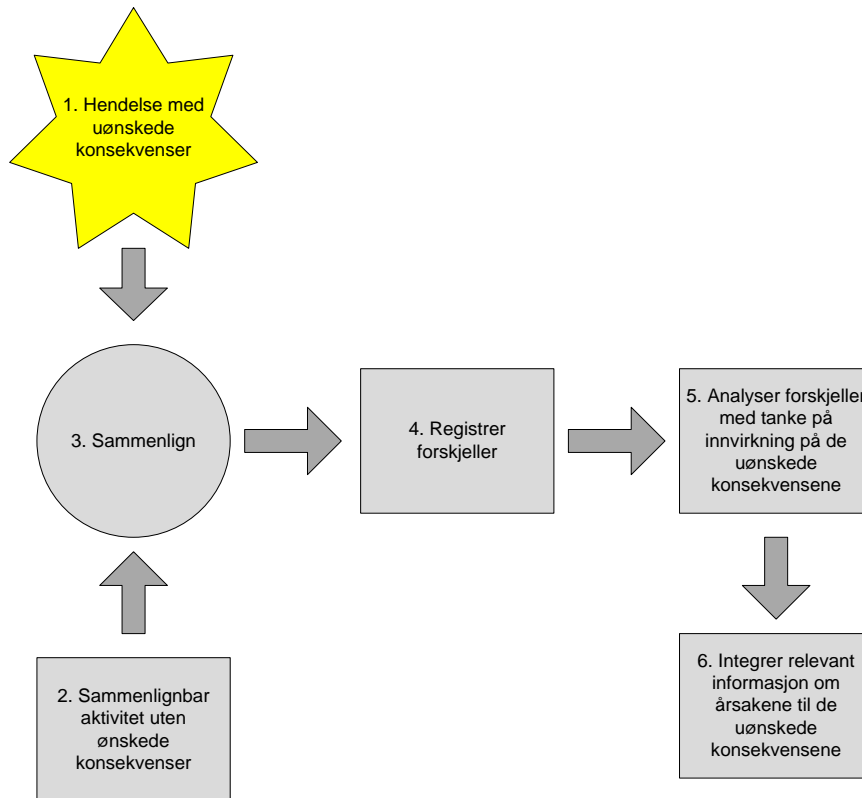 1. Hendelse med
uønskede
konsekvenser
3. Sammenlign
4. Registrer
forskjeller
5. Analyser forskjeller
med tanke på
innvirkning på de
uønskede
konsekvensene
2. Sammenlignbar
aktivitet uten
ønskede
konsekvenser
6. Integrer relevant
informasjon om
årsakene til de
uønskede
konsekvensene